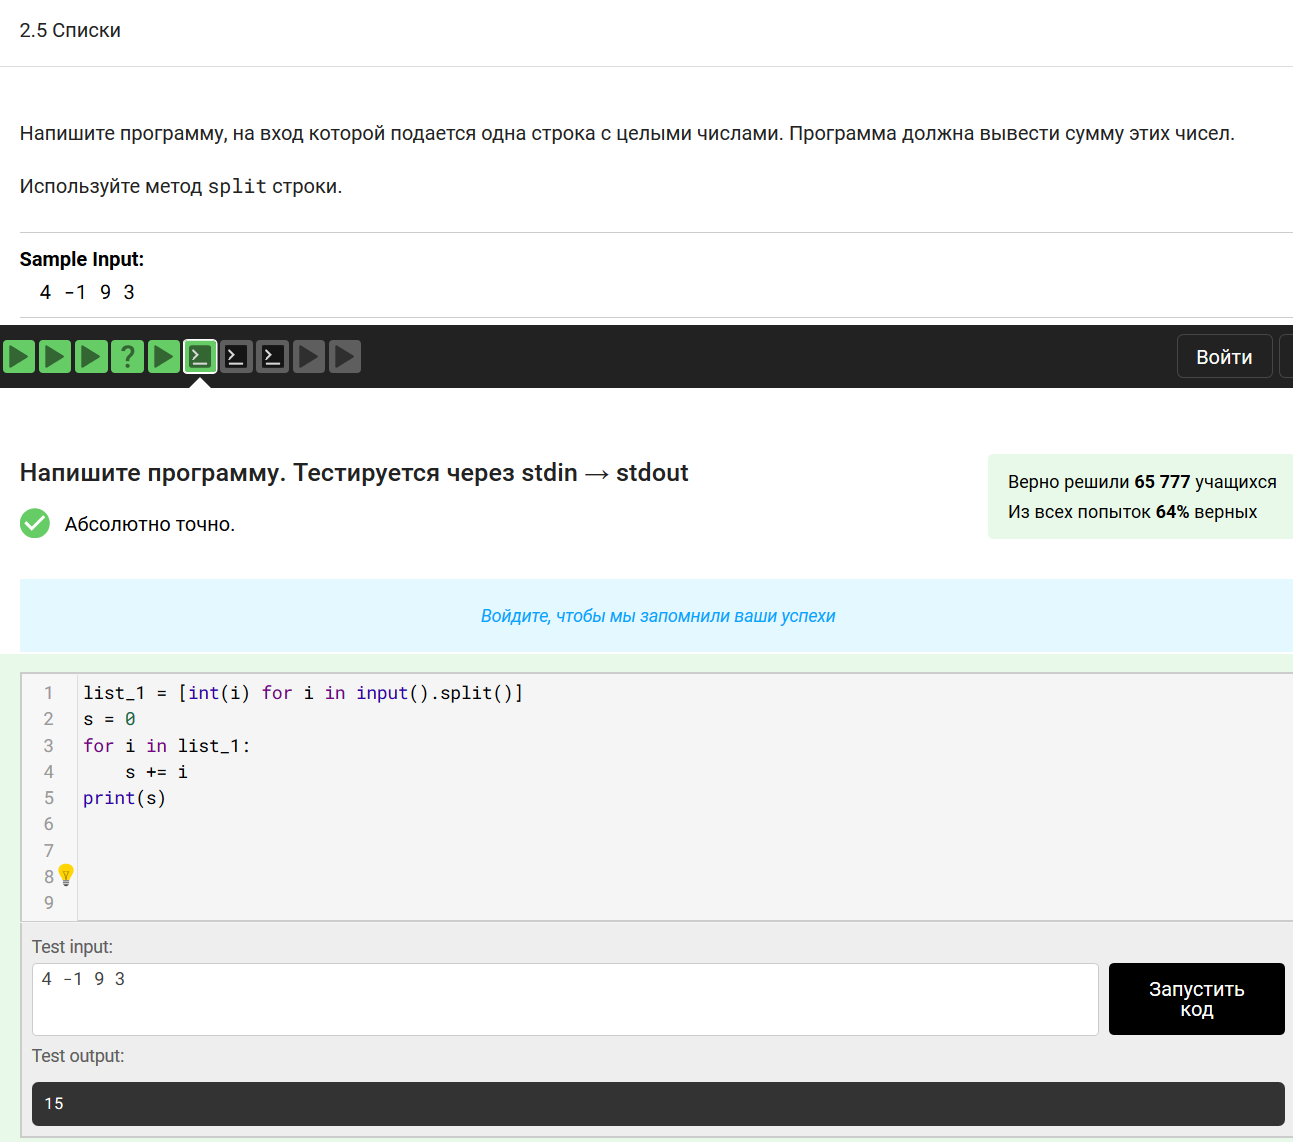 2.5 Списки
Напишите программу, на вход которой подается одна строка с целыми числами. Программа должна вывести сумму этих чисел.
Используйте метод split строки.
Sample Input:
4 -1 9 3
Войти
Напишите программу. Тестируется через stdin → stdout
Верно решили 65 777 учащихся
Из всех попыток 64% верных
Абсолютно точно.
Войдите, чтобы мы запомнили ваши успехи
1 list_1 = [int(i) for i in input().split()]
2 s = 0
3 for i in list_1:
4     s += i
5 print(s)
6
7
8
9
Test input:
4 -1 9 3
Запустить
код
Test output:
15